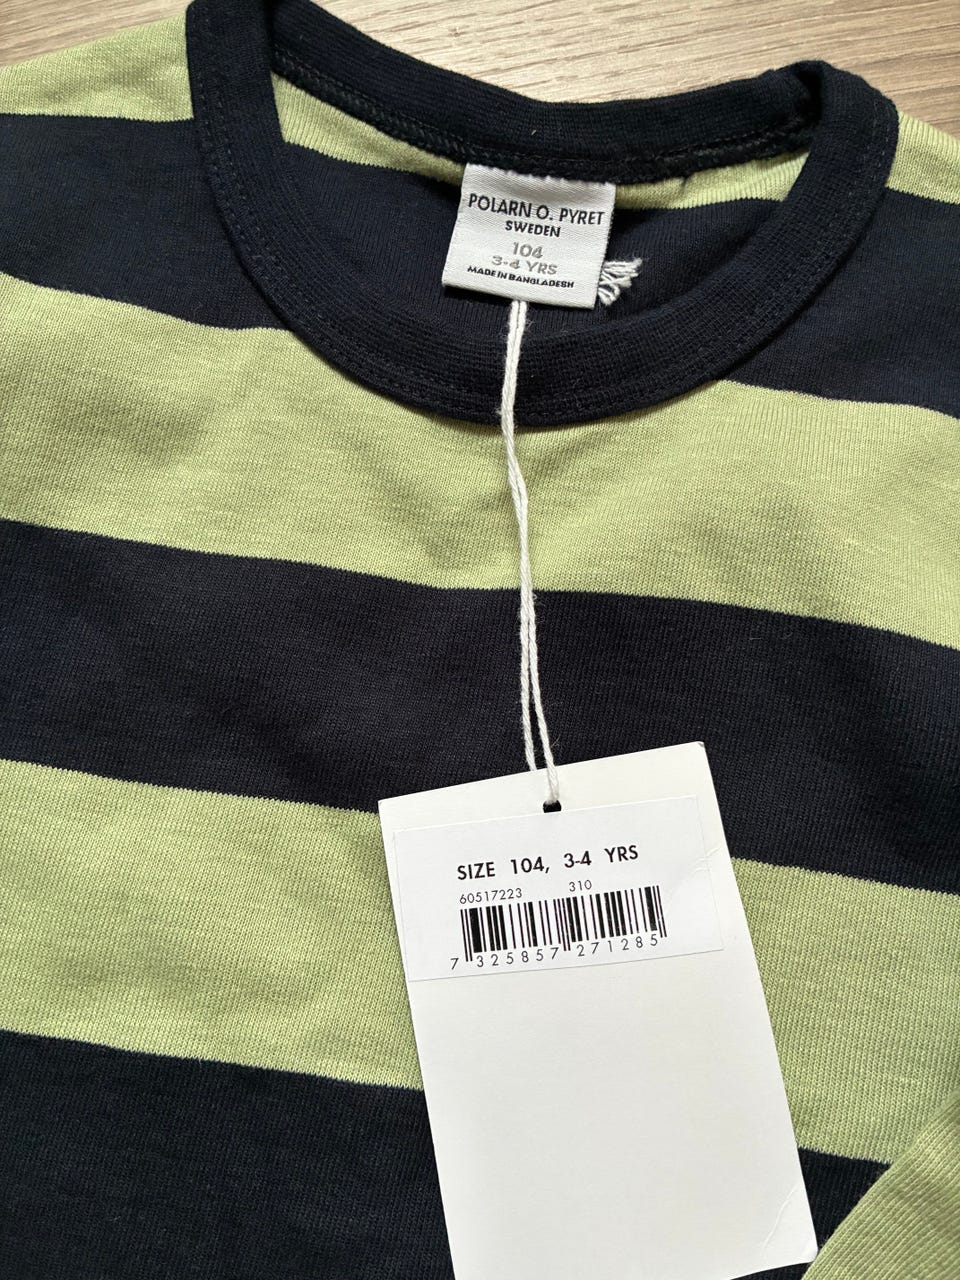 POLARN O. PYRET
SWEDEN
104
3-4 YRS
MADE IN BANGLADESH
SIZE 104, 3-4 YRS
60517223 310
7 325857 271285